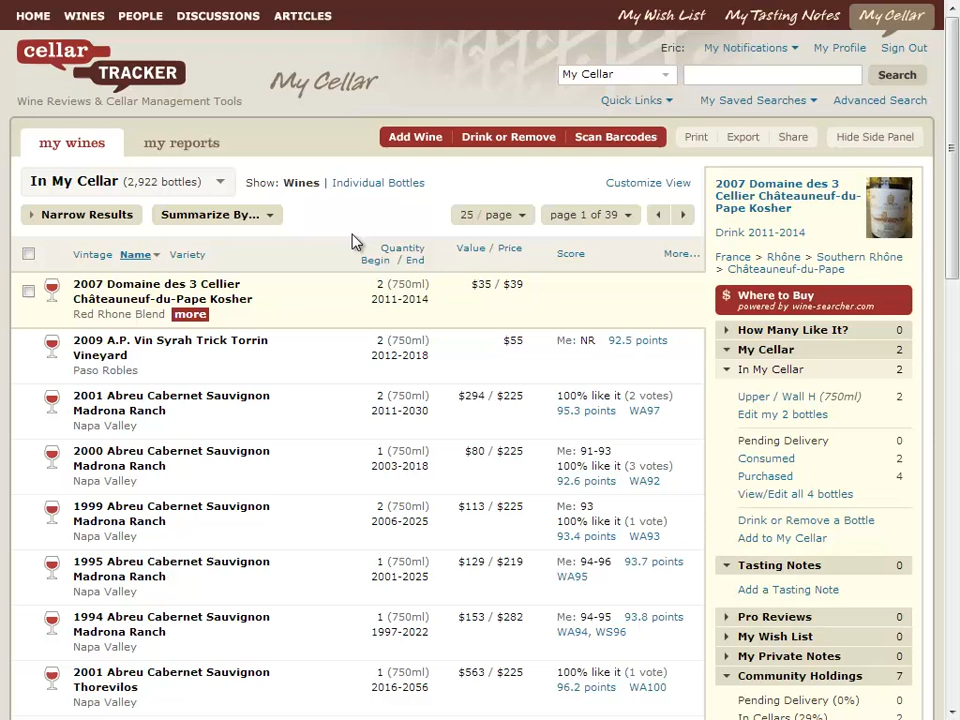 HOME WINES PEOPLE DISCUSSIONS ARTICLES My Wish List My Tasting Notes My Cellar
Eric: My Notifications My Profile Sign Out
cellar
TRACKER
Wine Reviews & Cellar Management Tools
My Cellar
My Cellar Search
Quick Links My Saved Searches Advanced Search
my wines my reports Add Wine Drink or Remove Scan Barcodes Print Export Share Hide Side Panel
In My Cellar (2,922 bottles) Show: Wines | Individual Bottles Customize View
Narrow Results Summarize By... 25 / page page 1 of 39
Vintage Name Variety Quantity Value / Price Score More...
Begin / End
2007 Domaine des 3 Cellier 2 (750ml) $35 / $39
Châteauneuf-du-Pape Kosher 2011-2014
Red Rhone Blend more
2009 A.P. Vin Syrah Trick Torrin 2 (750ml) $55 Me: NR 92.5 points
Vineyard 2012-2018
Paso Robles
2001 Abreu Cabernet Sauvignon 2 (750ml) $294 / $225 100% like it (2 votes)
Madrona Ranch 2011-2030 95.3 points WA97
Napa Valley
2000 Abreu Cabernet Sauvignon 1 (750ml) $80 / $225 Me: 91-93
Madrona Ranch 2003-2018 100% like it (3 votes)
Napa Valley 92.6 points WA92
1999 Abreu Cabernet Sauvignon 2 (750ml) $113 / $225 Me: 93
Madrona Ranch 2006-2025 100% like it (1 vote)
Napa Valley 93.4 points WA93
1995 Abreu Cabernet Sauvignon 1 (750ml) $129 / $219 Me: 94-96 93.7 points
Madrona Ranch 2001-2025 WA95
Napa Valley
1994 Abreu Cabernet Sauvignon 1 (750ml) $153 / $282 Me: 94-95 93.8 points
Madrona Ranch 1997-2022 WA94, WS96
Napa Valley
2001 Abreu Cabernet Sauvignon 1 (750ml) $563 / $225 100% like it (1 vote)
Thorevilos 2016-2056 96.2 points WA100
Napa Valley
2007 Domaine des 3
Cellier Châteauneuf-du-
Pape Kosher
Drink 2011-2014
France > Rhône > Southern Rhône
> Châteauneuf-du-Pape
$ Where to Buy
powered by wine-searcher.com
How Many Like It? 0
My Cellar 2
In My Cellar 2
Upper / Wall H (750ml) 2
Edit my 2 bottles
Pending Delivery 0
Consumed 2
Purchased 4
View/Edit all 4 bottles
Drink or Remove a Bottle
Add to My Cellar
Tasting Notes 0
Add a Tasting Note
Pro Reviews 0
My Wish List 0
My Private Notes 0
Community Holdings 7
Pending Delivery (0%) 0
In Cellars (29%) 2